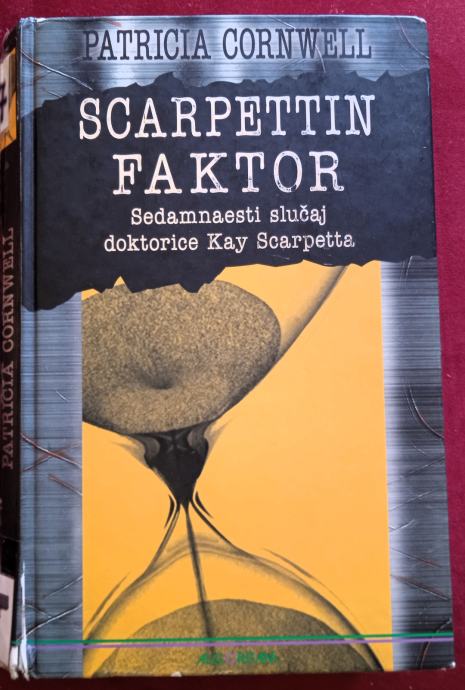 PATRICIA CORNWELL
SCARPETTIN
FAKTOR
Sedamnaesti slučaj
doktorice Kay Scarpetta
PATRICIA CORNWELL